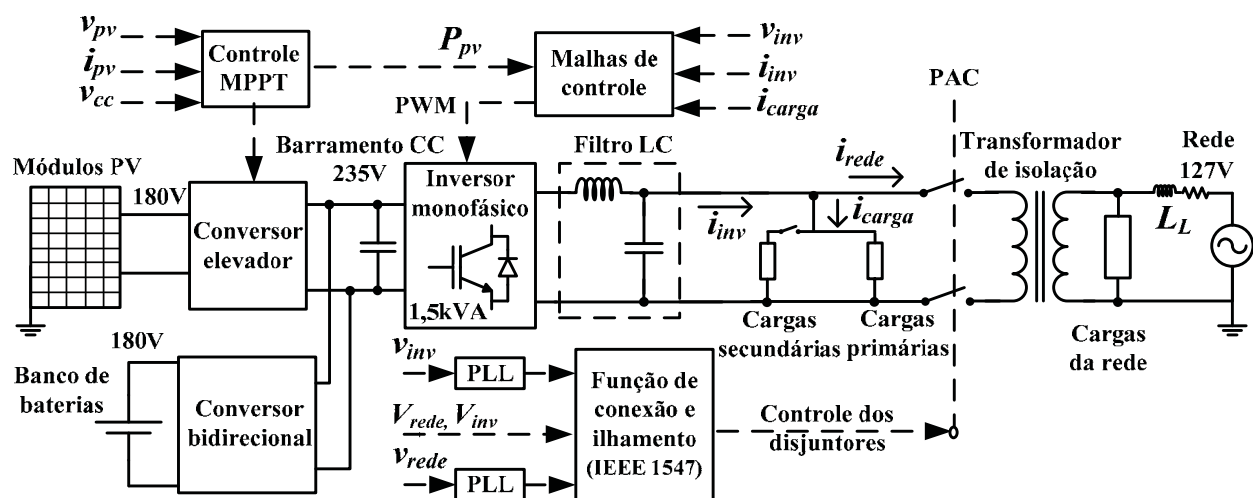 v_pv
i_pv
v_cc
Controle
MPPT
P_pv
Malhas de
controle
v_inv
i_inv
i_carga
PWM
PAC
Módulos PV
180V
Conversor
elevador
Barramento CC
235V
Inversor
monofásico
1,5kVA
Filtro LC
i_inv
i_rede
i_carga
Cargas
secundárias
Cargas
primárias
Transformador
de isolação
L_L
Rede
127V
Cargas
da rede
180V
Banco de
baterias
Conversor
bidirecional
v_inv
PLL
V_rede, V_inv
v_rede
PLL
Função de
conexão e
ilhamento
(IEEE 1547)
Controle dos
disjuntores